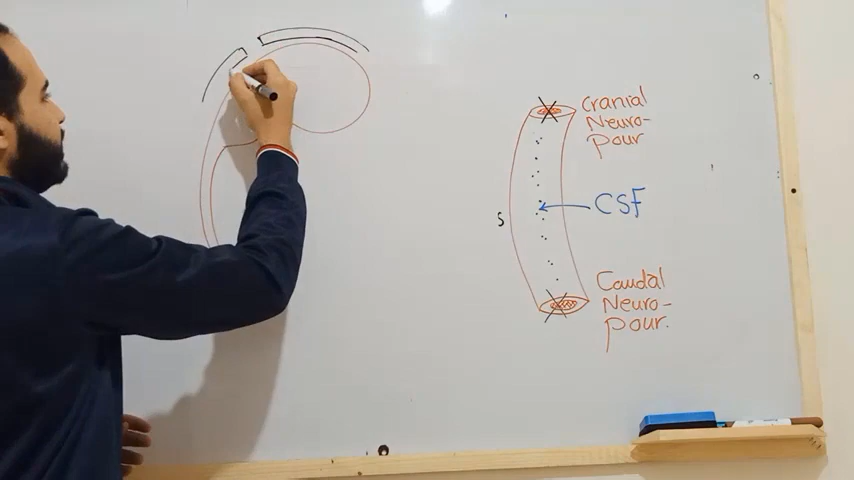 Cranial
Neuro-
Pour
CSF
S
Caudal
Neuro-
pour.